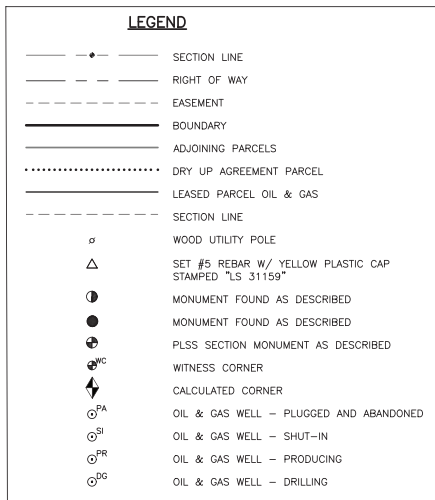 LEGEND
SECTION LINE
RIGHT OF WAY
EASEMENT
BOUNDARY
ADJOINING PARCELS
DRY UP AGREEMENT PARCEL
LEASED PARCEL OIL & GAS
SECTION LINE
WOOD UTILITY POLE
SET #5 REBAR W/ YELLOW PLASTIC CAP
STAMPED "LS 31159"
MONUMENT FOUND AS DESCRIBED
MONUMENT FOUND AS DESCRIBED
PLSS SECTION MONUMENT AS DESCRIBED
WC WITNESS CORNER
CALCULATED CORNER
PA OIL & GAS WELL – PLUGGED AND ABANDONED
SI OIL & GAS WELL – SHUT–IN
PR OIL & GAS WELL – PRODUCING
DG OIL & GAS WELL – DRILLING